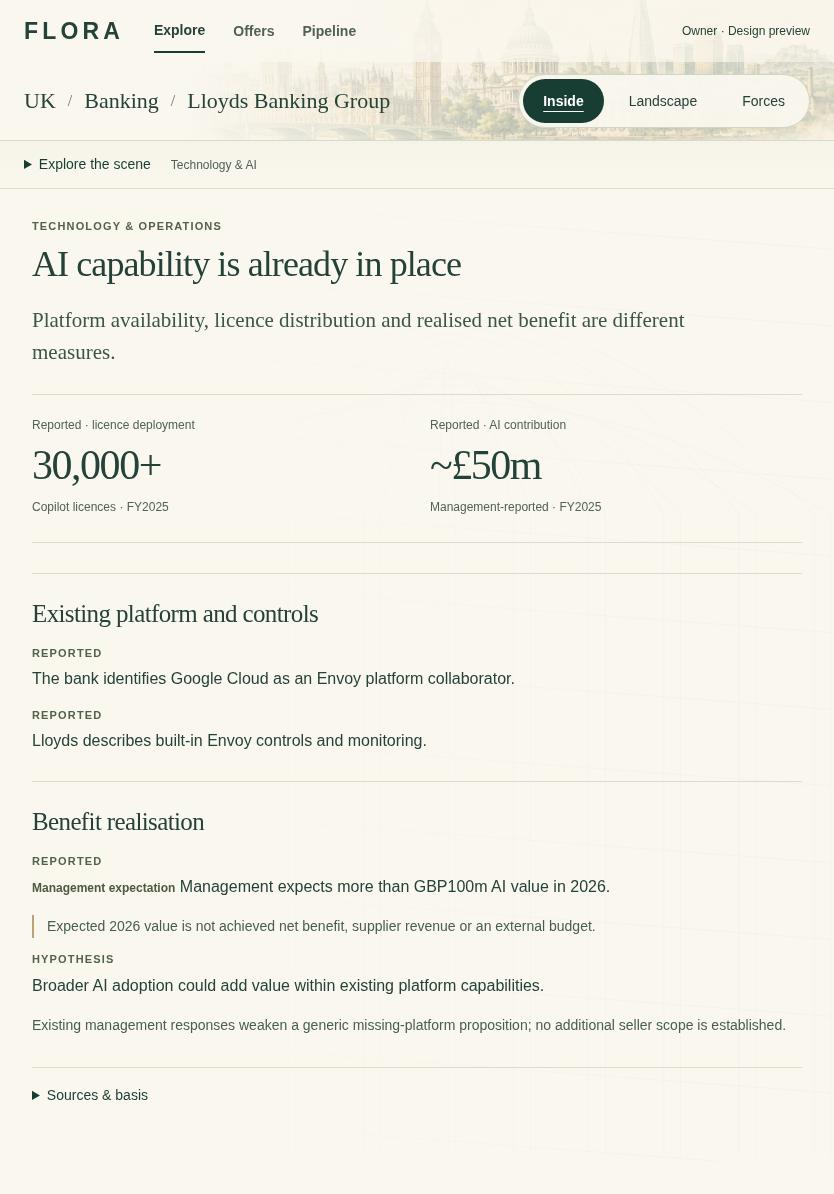 FLORA
Explore Offers Pipeline
Owner · Design preview
UK / Banking / Lloyds Banking Group
Inside Landscape Forces
Explore the scene Technology & AI
TECHNOLOGY & OPERATIONS
AI capability is already in place
Platform availability, licence distribution and realised net benefit are different
measures.
Reported · licence deployment
30,000+
Copilot licences · FY2025
Reported · AI contribution
~£50m
Management-reported · FY2025
Existing platform and controls
REPORTED
The bank identifies Google Cloud as an Envoy platform collaborator.
REPORTED
Lloyds describes built-in Envoy controls and monitoring.
Benefit realisation
REPORTED
Management expectation Management expects more than GBP100m AI value in 2026.
Expected 2026 value is not achieved net benefit, supplier revenue or an external budget.
HYPOTHESIS
Broader AI adoption could add value within existing platform capabilities.
Existing management responses weaken a generic missing-platform proposition; no additional seller scope is established.
Sources & basis